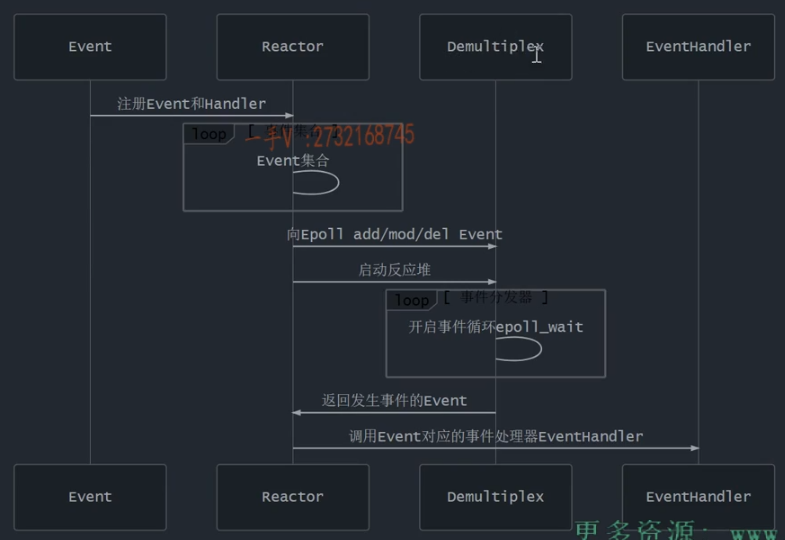 Event Reactor Demultiplex EventHandler
注册Event和Handler
loop [ 事件集合 ]
一手V :2732168745
Event集合
向Epoll add/mod/del Event
启动反应堆
loop [ 事件分发器 ]
开启事件循环epoll_wait
返回发生事件的Event
调用Event对应的事件处理器EventHandler
Event Reactor Demultiplex EventHandler
更多资源: www